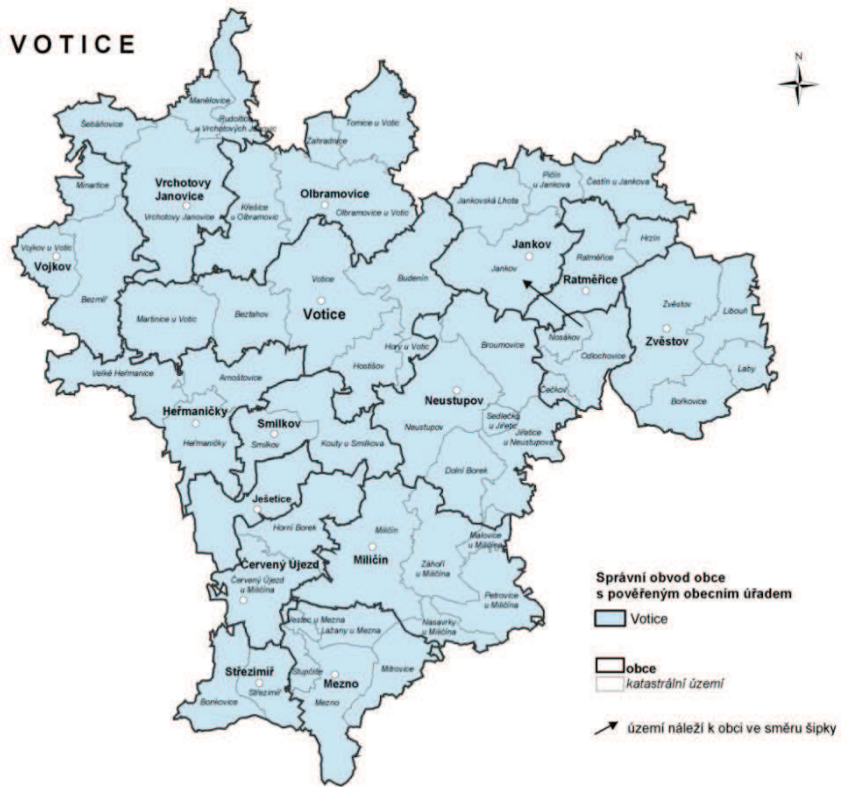 VOTICE
N
Manělovice
Rudoltice
u Vrchotových Janovic
Šebáňovice
Tomice u Votic
Zahradnice
Minartice
Vrchotovy
Janovice
Vrchotovy Janovice
Křešice
u Olbramovic
Olbramovice
Olbramovice u Votic
Jankovská Lhota
Pičín
u Jankova
Čestín u Jankova
Vojkov u Votic
Vojkov
Bezmíř
Jankov
Jankov
Ratměřice
Ratměřice
Hrzín
Votice
Votice
Budenín
Martinice u Votic
Beztahov
Zvěstov
Zvěstov
Libouň
Laby
Bořkovice
Hory u Votic
Hostišov
Broumovice
Nosákov
Odlochovice
Čečkov
Velké Heřmanice
Arnoštovice
Heřmaničky
Heřmaničky
Smilkov
Smilkov
Kouty u Smilkova
Neustupov
Neustupov
Sedlečko
u Jiřetic
Jiřetice
u Neustupova
Dolní Borek
Ješetice
Horní Borek
Červený Újezd
Červený Újezd
u Miličína
Miličín
Miličín
Záhoří
u Miličína
Malovice
u Miličína
Petrovice
u Miličína
Nasavrky
u Miličína
Jestec u Mezna
Lažany u Mezna
Stupčice
Mezno
Mezno
Mitrovice
Střezimíř
Střezimíř
Bonkovice
Správní obvod obce
s pověřeným obecním úřadem
Votice
obce
katastrální území
území náleží k obci ve směru šipky